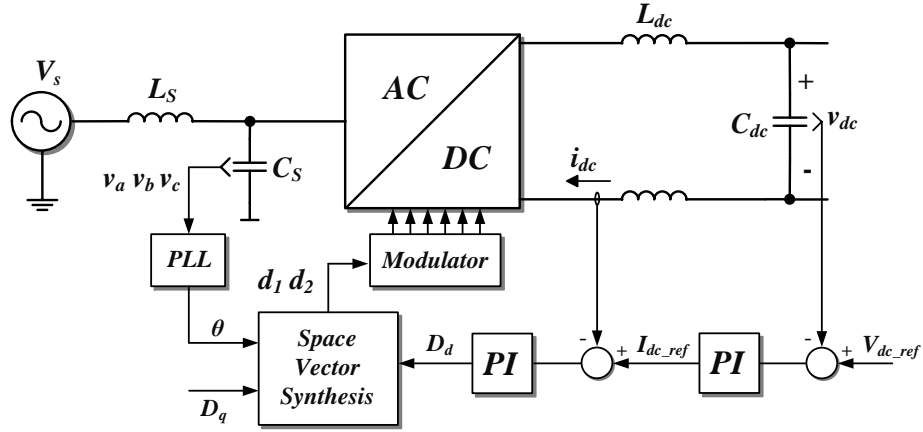 L_dc
V_s
L_S
AC
DC
+
C_dc
v_dc
-
i_dc
C_S
v_a v_b v_c
PLL
Modulator
d_1 d_2
θ
Space
Vector
Synthesis
D_q
D_d
PI
-
+
I_dc_ref
PI
-
+
V_dc_ref